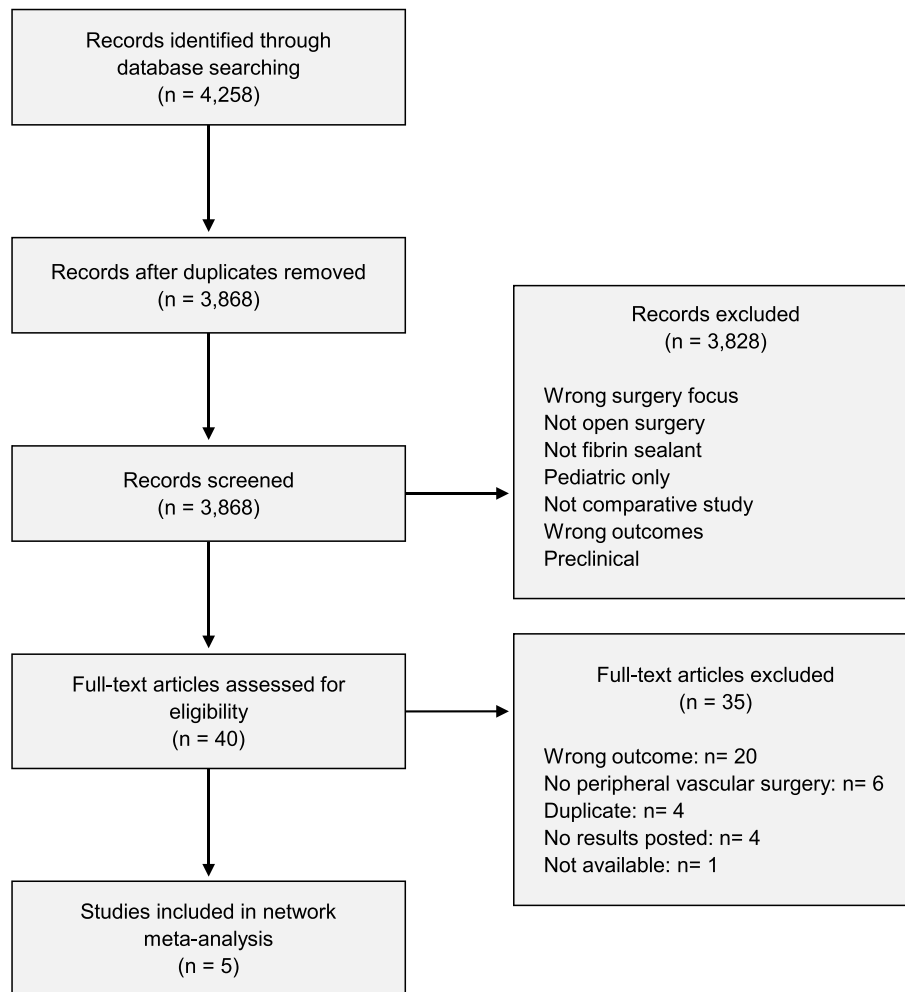 Records identified through
database searching
(n = 4,258)
Records after duplicates removed
(n = 3,868)
Records screened
(n = 3,868)
Records excluded
(n = 3,828)
Wrong surgery focus
Not open surgery
Not fibrin sealant
Pediatric only
Not comparative study
Wrong outcomes
Preclinical
Full-text articles assessed for
eligibility
(n = 40)
Full-text articles excluded
(n = 35)
Wrong outcome: n= 20
No peripheral vascular surgery: n= 6
Duplicate: n= 4
No results posted: n= 4
Not available: n= 1
Studies included in network
meta-analysis
(n = 5)